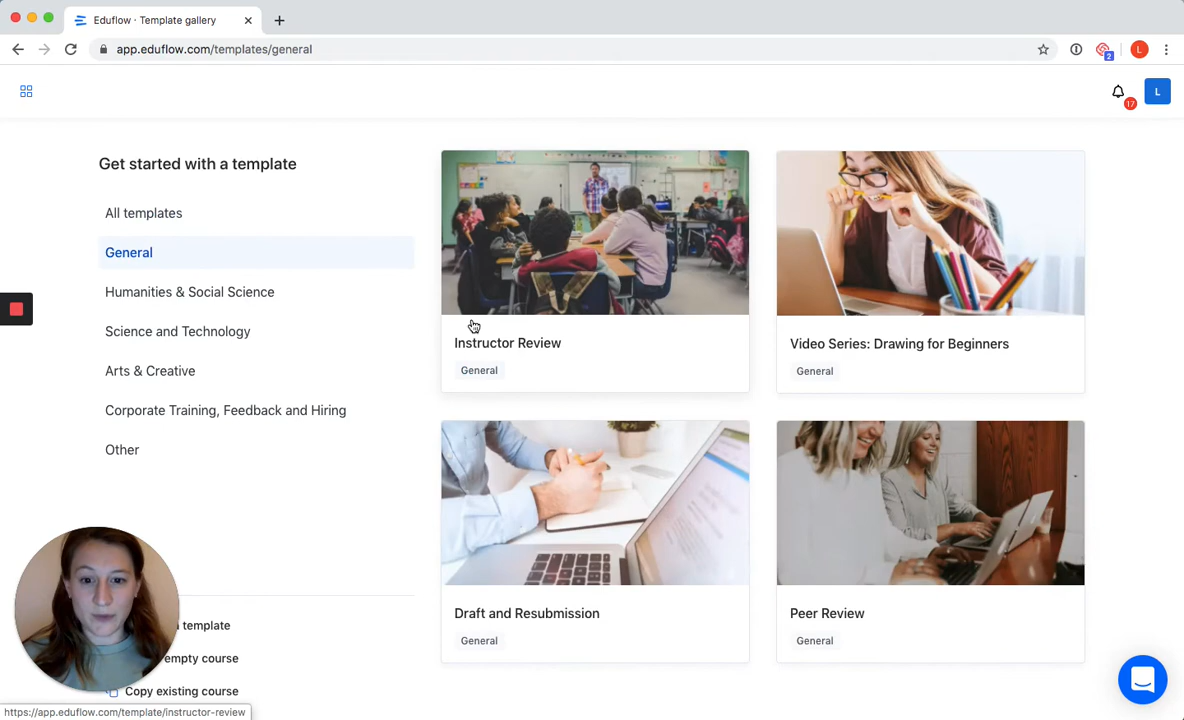 Eduflow · Template gallery
app.eduflow.com/templates/general
2
L
17
L
Get started with a template
All templates
General
Humanities & Social Science
Science and Technology
Arts & Creative
Corporate Training, Feedback and Hiring
Other
Instructor Review
General
Video Series: Drawing for Beginners
General
Draft and Resubmission
General
Peer Review
General
template
empty course
Copy existing course
https://app.eduflow.com/template/instructor-review